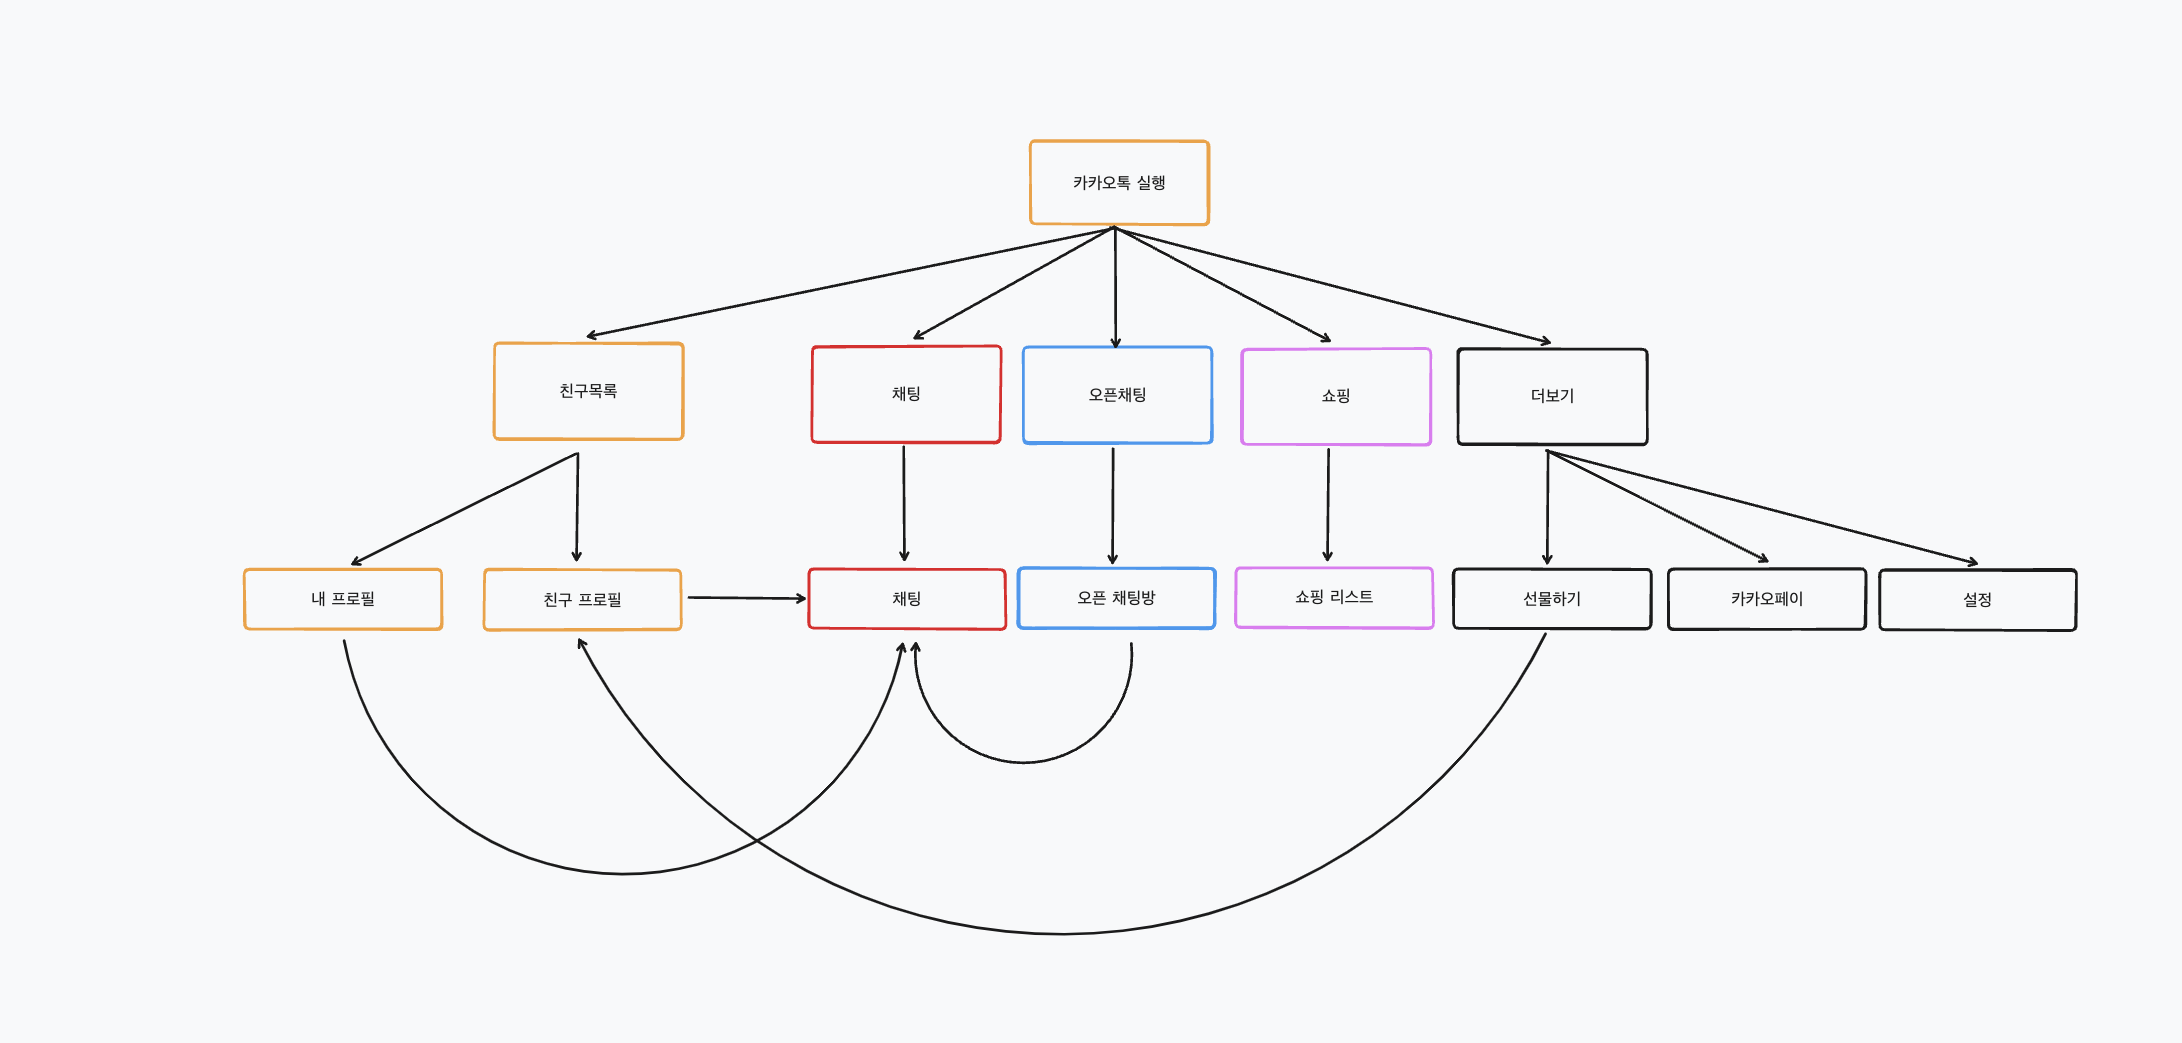 카카오톡 실행
친구목록
채팅
오픈채팅
쇼핑
더보기
내 프로필
친구 프로필
채팅
오픈 채팅방
쇼핑 리스트
선물하기
카카오페이
설정